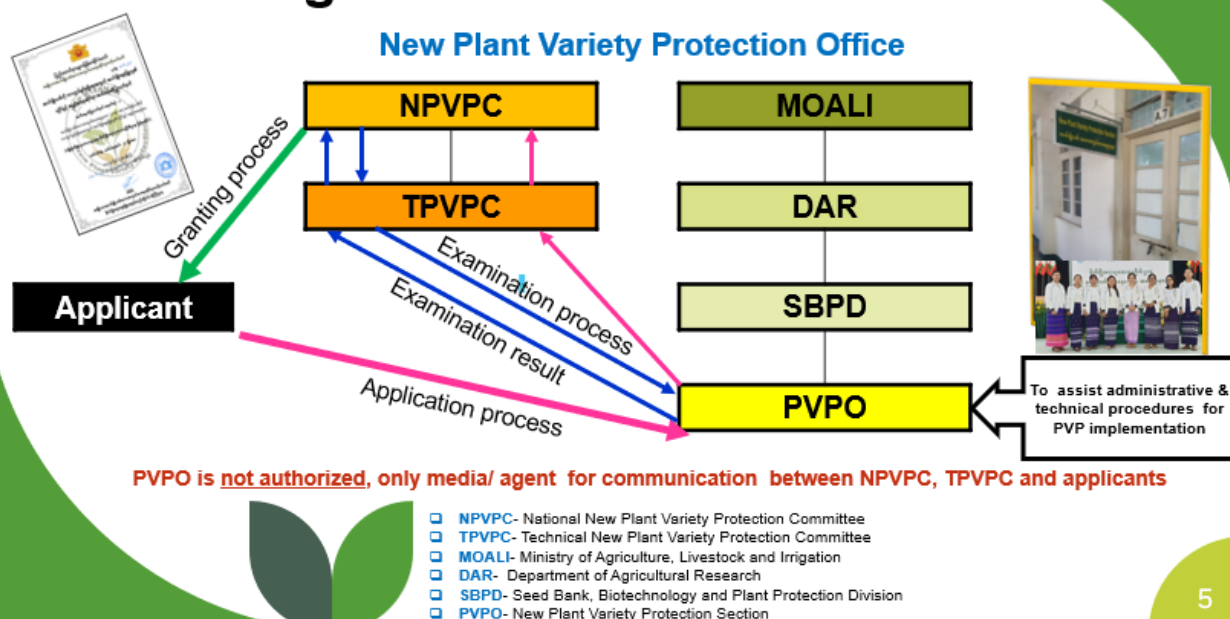 New Plant Variety Protection Office
NPVPC
MOALI
A7
Granting process
TPVPC
DAR
Examination process
Applicant
Examination result
SBPD
Application process
PVPO
To assist administrative &
technical procedures for
PVP implementation
PVPO is not authorized, only media/ agent for communication between NPVPC, TPVPC and applicants
NPVPC- National New Plant Variety Protection Committee
TPVPC- Technical New Plant Variety Protection Committee
MOALI- Ministry of Agriculture, Livestock and Irrigation
DAR- Department of Agricultural Research
SBPD- Seed Bank, Biotechnology and Plant Protection Division
PVPO- New Plant Variety Protection Section
5